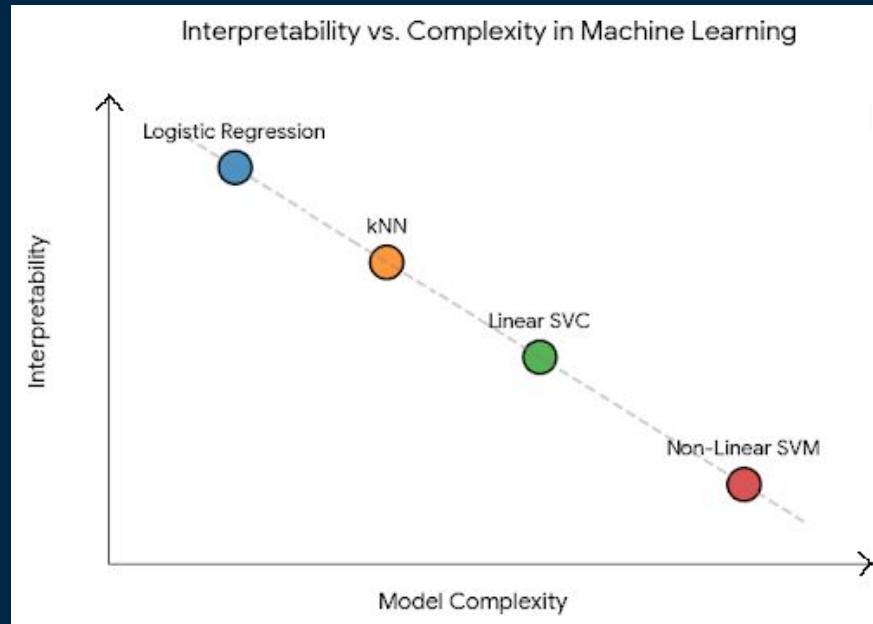 Interpretability vs. Complexity in Machine Learning
Logistic Regression
kNN
Linear SVC
Non-Linear SVM
Interpretability
Model Complexity